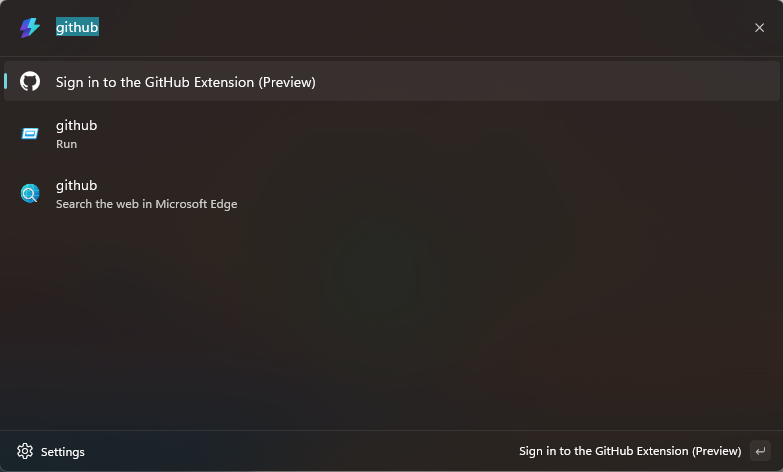 github
Sign in to the GitHub Extension (Preview)
github
Run
github
Search the web in Microsoft Edge
Settings
Sign in to the GitHub Extension (Preview)